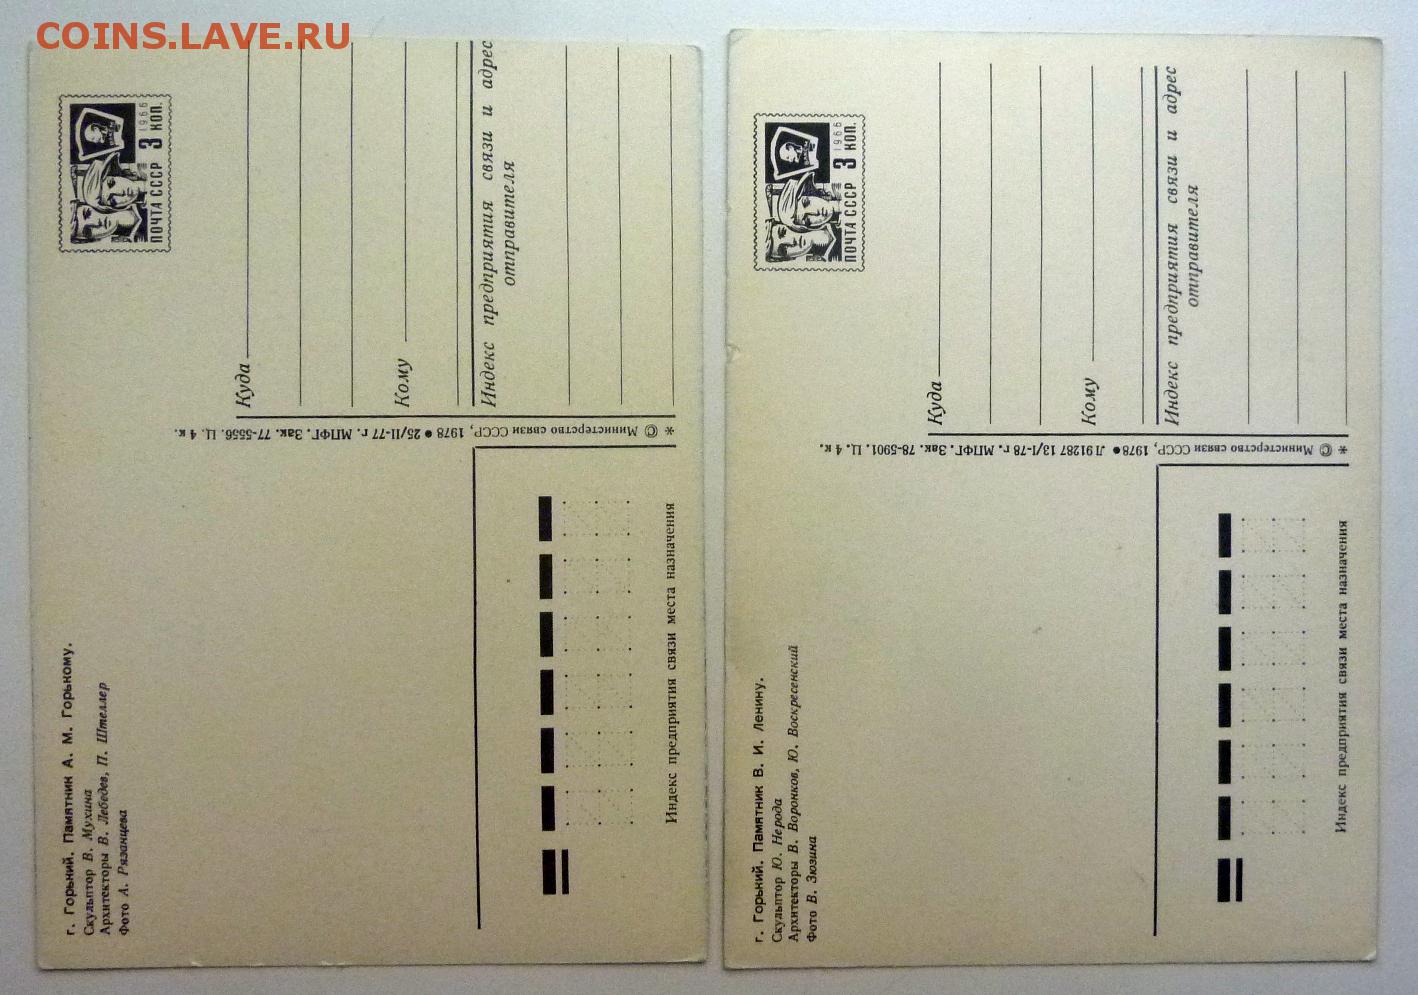 COINS.LAVE.RU
г. Горький. Памятник А. М. Горькому.
Скульптор В. Мухина
Архитекторы В. Лебедев, П. Штеллер
Фото А. Рязанцева
1966
ПОЧТА СССР 3 КОП.
Куда
Кому
Индекс предприятия связи и адрес
отправителя
* © Министерство связи СССР, 1978 ● 25/II-77 г. МПФГ. Зак. 77-5556. Ц. 4 к.
Индекс предприятия связи места назначения
г. Горький. Памятник В. И. Ленину.
Скульптор Ю. Нерода
Архитекторы В. Воронков, Ю. Воскресенский
Фото В. Зюзина
1966
ПОЧТА СССР 3 КОП.
Куда
Кому
Индекс предприятия связи и адрес
отправителя
* © Министерство связи СССР, 1978 ● Л 91287 13/I-78 г. МПФГ. Зак. 78-5901. Ц. 4 к.
Индекс предприятия связи места назначения